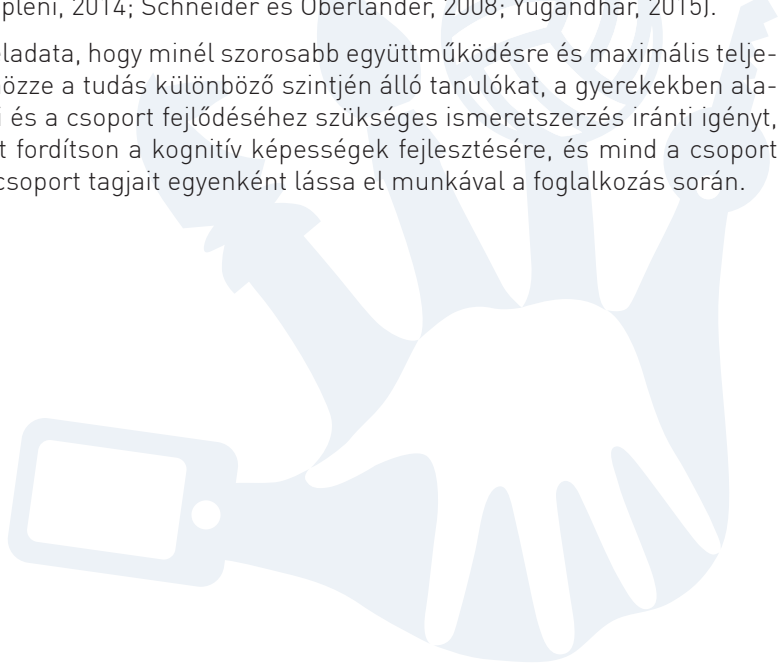 pleni, 2014; Schneider és Oberländer, 2008; Yugandhar, 2015).
ladata, hogy minél szorosabb együttműködésre és maximális telje-
özze a tudás különböző szintjén álló tanulókat, a gyerekekben ala-
i és a csoport fejlődéséhez szükséges ismeretszerzés iránti igényt,
t fordítson a kognitív képességek fejlesztésére, és mind a csoport
csoport tagjait egyenként lássa el munkával a foglalkozás során.